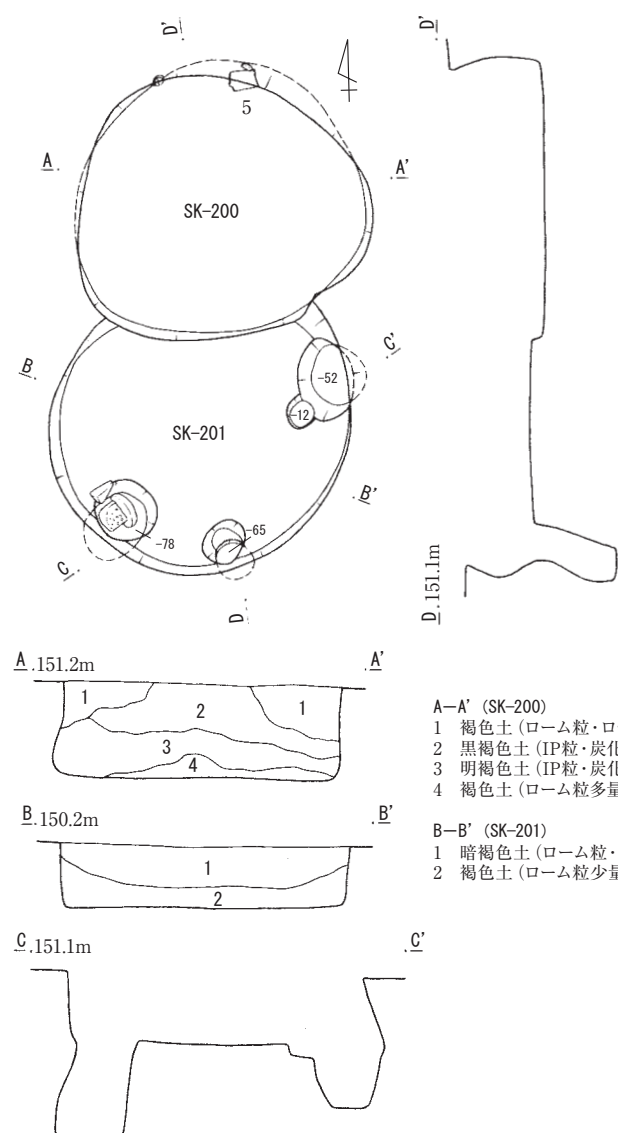 D'
5
A
A'
SK-200
C'
B
-52
-12
SK-201
B'
-78
-65
C
D
D'
D.151.1m
A.151.2m
A'
1
2
1
3
4
B.150.2m
B'
1
2
C.151.1m
C'
A―A' (SK-200)
1 褐色土 (ローム粒・ロ
2 黒褐色土 (IP粒・炭化
3 明褐色土 (IP粒・炭化
4 褐色土 (ローム粒多量
B―B' (SK-201)
1 暗褐色土 (ローム粒・
2 褐色土 (ローム粒少量